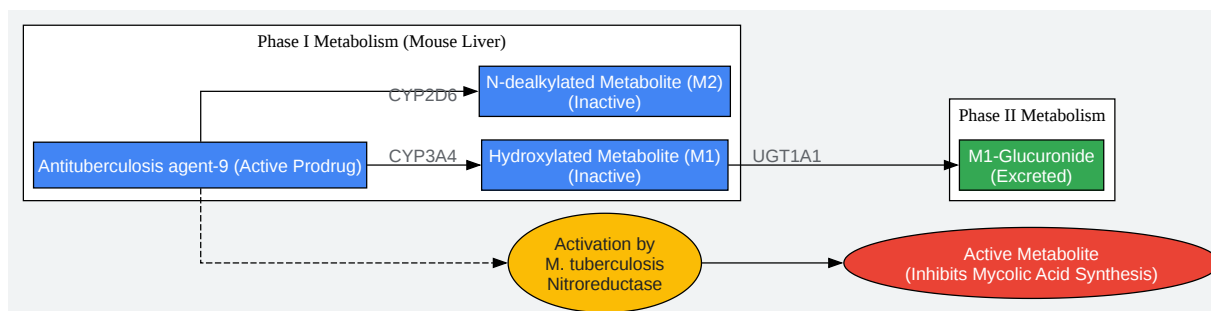 Phase I Metabolism (Mouse Liver)
CYP2D6
N-dealkylated Metabolite (M2)
(Inactive)
Antituberculosis agent-9 (Active Prodrug)
CYP3A4
Hydroxylated Metabolite (M1)
(Inactive)
UGT1A1
Phase II Metabolism
M1-Glucuronide
(Excreted)
Activation by
M. tuberculosis
Nitroreductase
Active Metabolite
(Inhibits Mycolic Acid Synthesis)